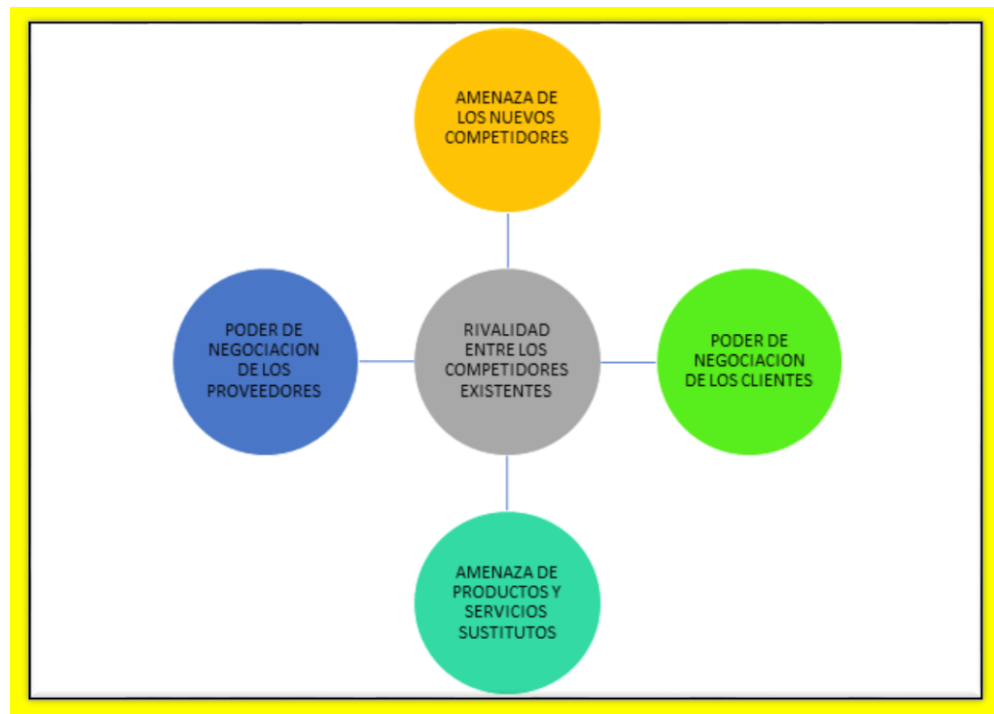 AMENAZA DE
LOS NUEVOS
COMPETIDORES
PODER DE
NEGOCIACION
DE LOS
PROVEEDORES
RIVALIDAD
ENTRE LOS
COMPETIDORES
EXISTENTES
PODER DE
NEGOCIACION
DE LOS CLIENTES
AMENAZA DE
PRODUCTOS Y
SERVICIOS
SUSTITUTOS